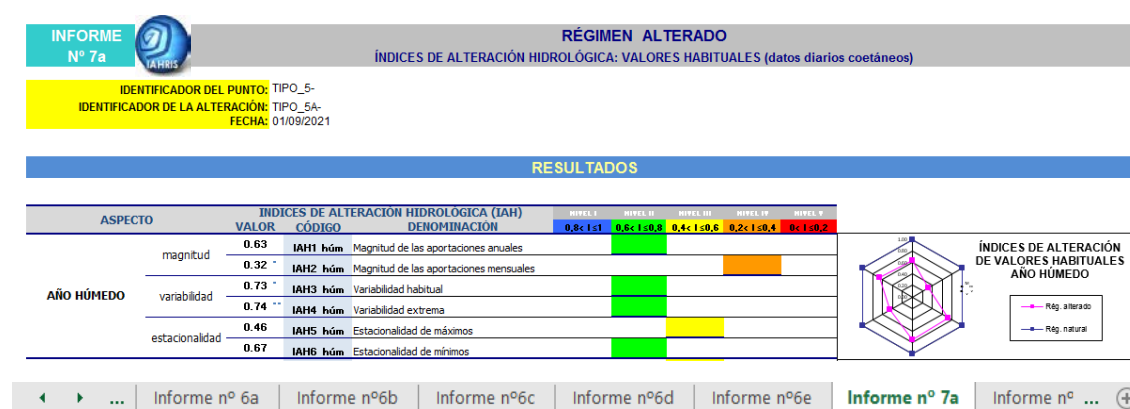 INFORME
Nº 7a
IAHRIS
RÉGIMEN ALTERADO
ÍNDICES DE ALTERACIÓN HIDROLÓGICA: VALORES HABITUALES (datos diarios coetáneos)
IDENTIFICADOR DEL PUNTO: TIPO_5-
IDENTIFICADOR DE LA ALTERACIÓN: TIPO_5A-
FECHA: 01/09/2021
RESULTADOS
ASPECTO
INDICES DE ALTERACIÓN HIDROLÓGICA (IAH)
VALOR CÓDIGO DENOMINACIÓN
NIVEL I NIVEL II NIVEL III NIVEL IV NIVEL V
0,8< I ≤1 0,6< I ≤0,8 0,4< I ≤0,6 0,2< I ≤0,4 0< I ≤0,2
AÑO HÚMEDO
magnitud
0.63 IAH1 húm Magnitud de las aportaciones anuales
0.32 * IAH2 húm Magnitud de las aportaciones mensuales
variabilidad
0.73 * IAH3 húm Variabilidad habitual
0.74 ** IAH4 húm Variabilidad extrema
estacionalidad
0.46 IAH5 húm Estacionalidad de máximos
0.67 IAH6 húm Estacionalidad de mínimos
1.00
ÍNDICES DE ALTERACIÓN
DE VALORES HABITUALES
AÑO HÚMEDO
Rég. alterado
Rég. natural
... Informe nº 6a Informe nº6b Informe nº6c Informe nº6d Informe nº6e Informe nº 7a Informe nº ...